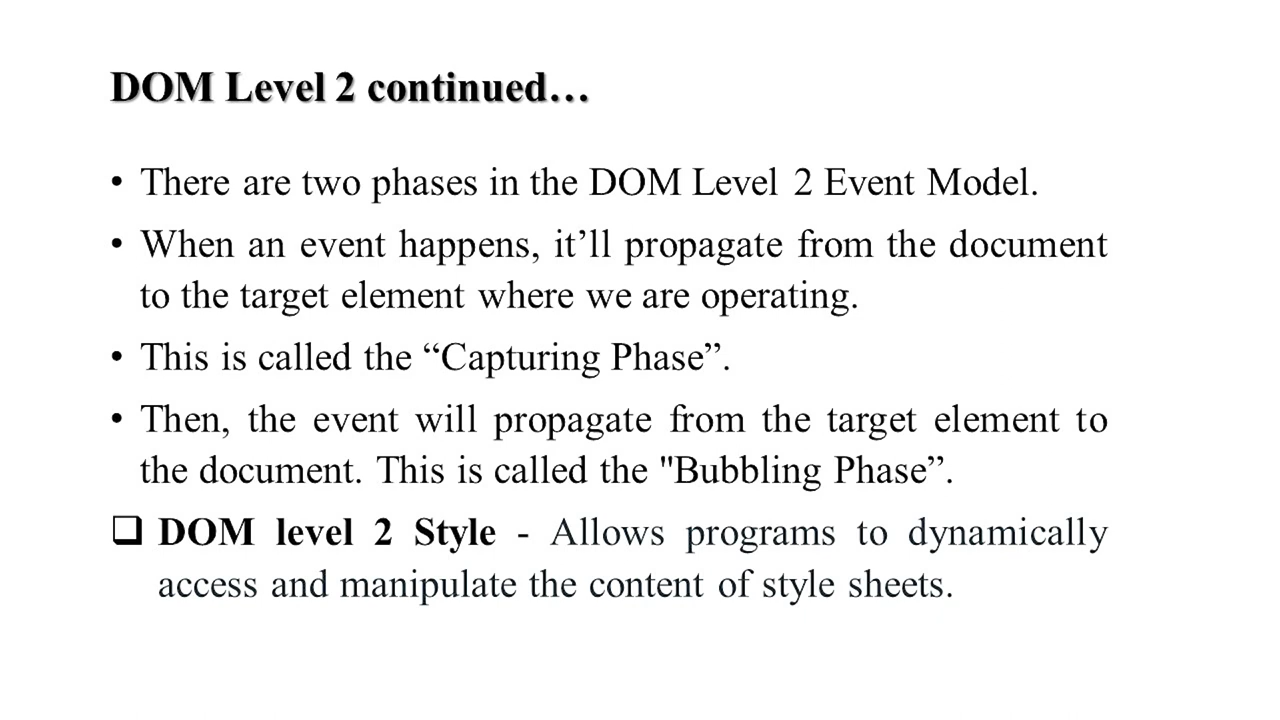 DOM Level 2 continued…
• There are two phases in the DOM Level 2 Event Model.
• When an event happens, it’ll propagate from the document
to the target element where we are operating.
• This is called the “Capturing Phase”.
• Then, the event will propagate from the target element to
the document. This is called the "Bubbling Phase”.
❑ DOM level 2 Style - Allows programs to dynamically
access and manipulate the content of style sheets.